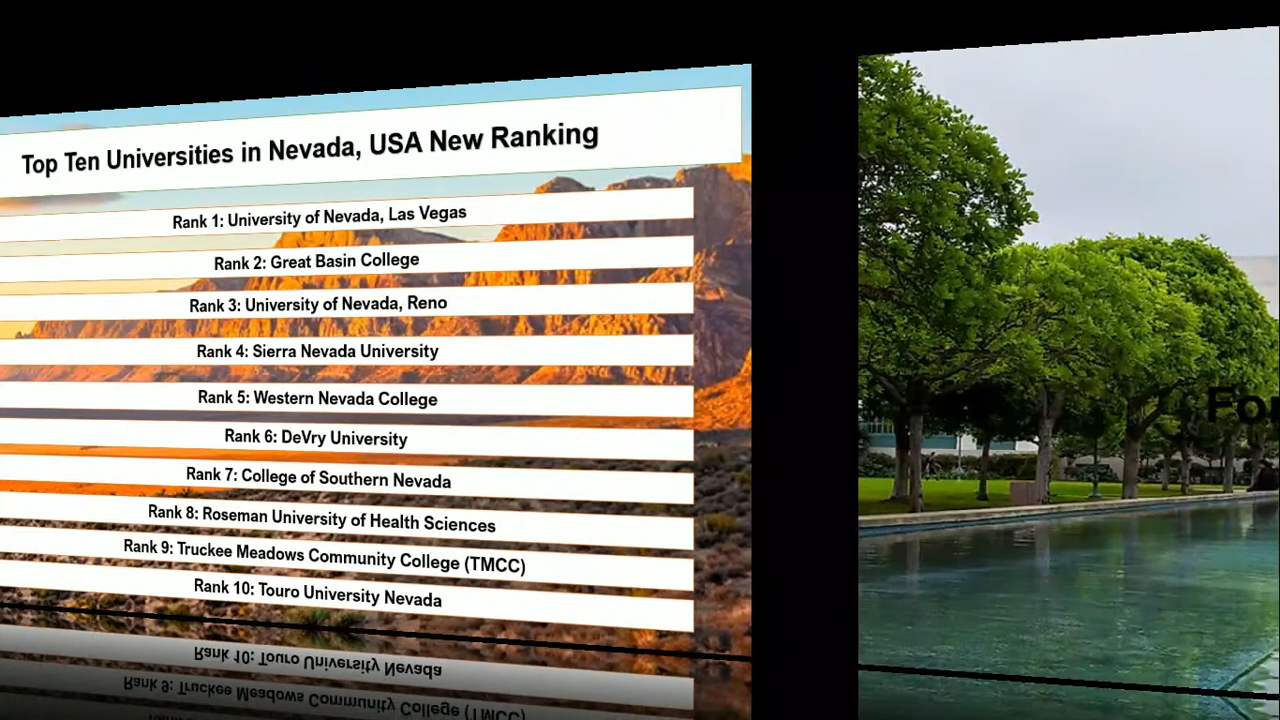 Top Ten Universities in Nevada, USA New Ranking
Rank 1: University of Nevada, Las Vegas
Rank 2: Great Basin College
Rank 3: University of Nevada, Reno
Rank 4: Sierra Nevada University
Rank 5: Western Nevada College
Rank 6: DeVry University
Rank 7: College of Southern Nevada
Rank 8: Roseman University of Health Sciences
Rank 9: Truckee Meadows Community College (TMCC)
Rank 10: Touro University Nevada
Rank 10: Touro University Nevada
Rank 9: Truckee Meadows Community College (TMCC)